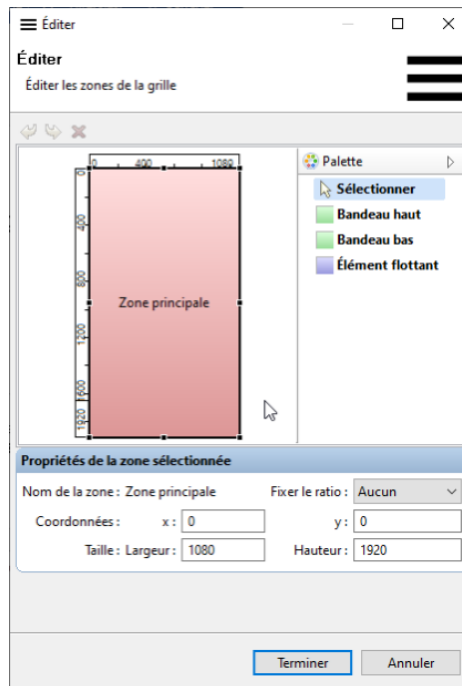 Éditer
Éditer
Éditer les zones de la grille
Palette
0 400 1080
Sélectionner
0
Bandeau haut
400
Bandeau bas
Élément flottant
800
Zone principale
1200
1600
1920
Propriétés de la zone sélectionnée
Nom de la zone : Zone principale Fixer le ratio : Aucun
Coordonnées : x : 0 y : 0
Taille : Largeur : 1080 Hauteur : 1920
Terminer Annuler